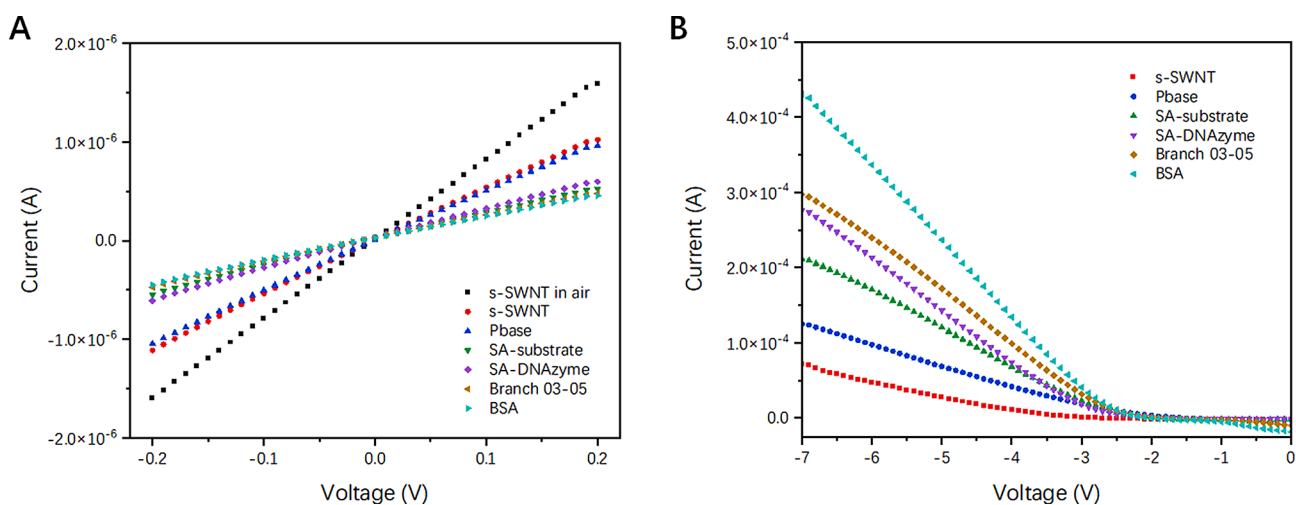 A
2.0×10⁻⁶
1.0×10⁻⁶
0.0
-1.0×10⁻⁶
-2.0×10⁻⁶
Current (A)
s-SWNT in air
s-SWNT
Pbase
SA-substrate
SA-DNAzyme
Branch 03-05
BSA
-0.2 -0.1 0.0 0.1 0.2
Voltage (V)
B
5.0×10⁻⁴
4.0×10⁻⁴
3.0×10⁻⁴
2.0×10⁻⁴
1.0×10⁻⁴
0.0
Current (A)
s-SWNT
Pbase
SA-substrate
SA-DNAzyme
Branch 03-05
BSA
-7 -6 -5 -4 -3 -2 -1 0
Voltage (V)